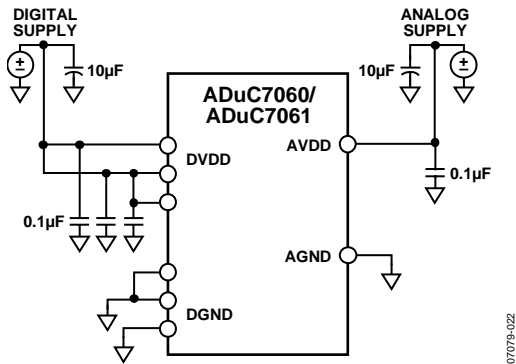 DIGITAL
SUPPLY
ANALOG
SUPPLY
10µF
10µF
ADuC7060/
ADuC7061
DVDD
AVDD
0.1µF
0.1µF
AGND
DGND
07079-022